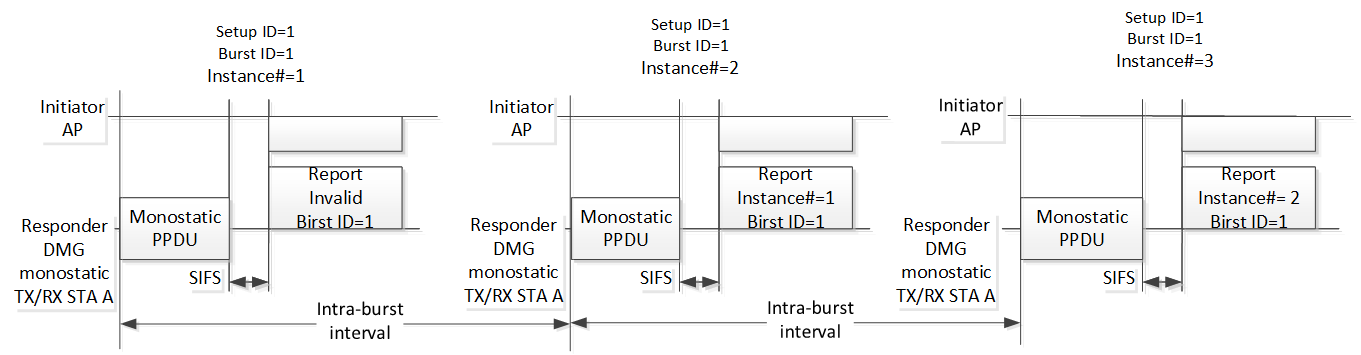 Setup ID=1
Burst ID=1
Instance#=1
Initiator
AP
Report
Invalid
Birst ID=1
Monostatic
PPDU
Responder
DMG
monostatic
TX/RX STA A
SIFS
Intra-burst
interval
Setup ID=1
Burst ID=1
Instance#=2
Initiator
AP
Report
Instance#=1
Birst ID=1
Monostatic
PPDU
Responder
DMG
monostatic
TX/RX STA A
SIFS
Intra-burst
interval
Setup ID=1
Burst ID=1
Instance#=3
Initiator
AP
Report
Instance#= 2
Birst ID=1
Monostatic
PPDU
Responder
DMG
monostatic
TX/RX STA A
SIFS